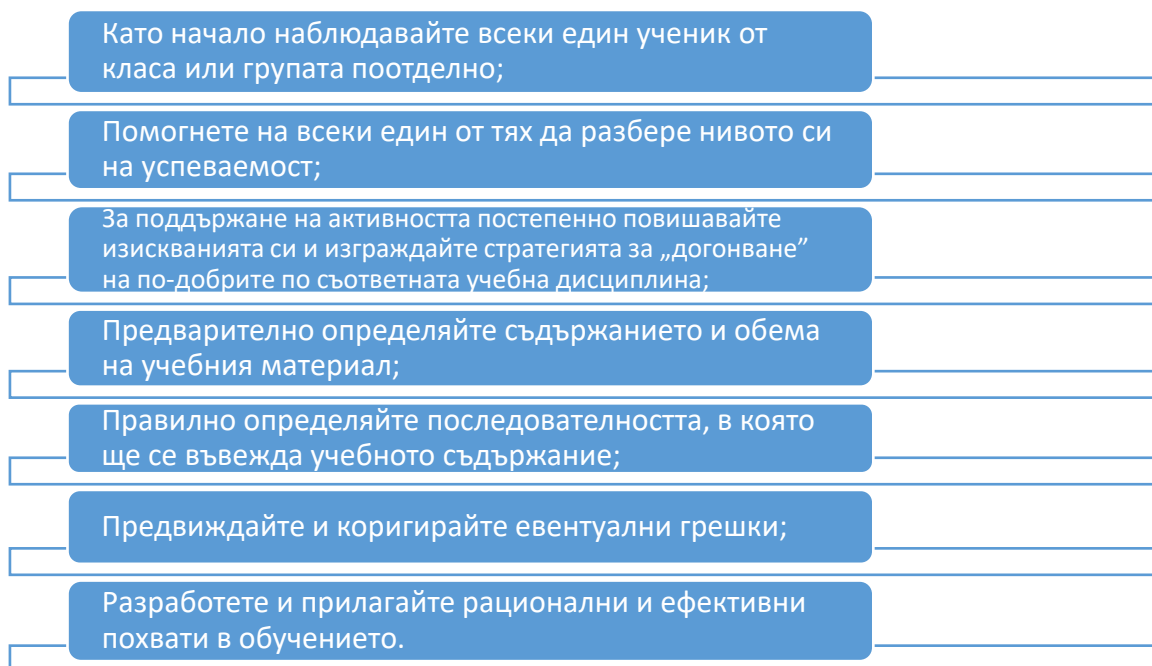 Като начало наблюдавайте всеки един ученик от
класа или групата поотделно;
Помогнете на всеки един от тях да разбере нивото си
на успеваемост;
За поддържане на активността постепенно повишавайте
изискванията си и изграждайте стратегията за „догонване”
на по-добрите по съответната учебна дисциплина;
Предварително определяйте съдържанието и обема
на учебния материал;
Правилно определяйте последователността, в която
ще се въвежда учебното съдържание;
Предвиждайте и коригирайте евентуални грешки;
Разработете и прилагайте рационални и ефективни
похвати в обучението.